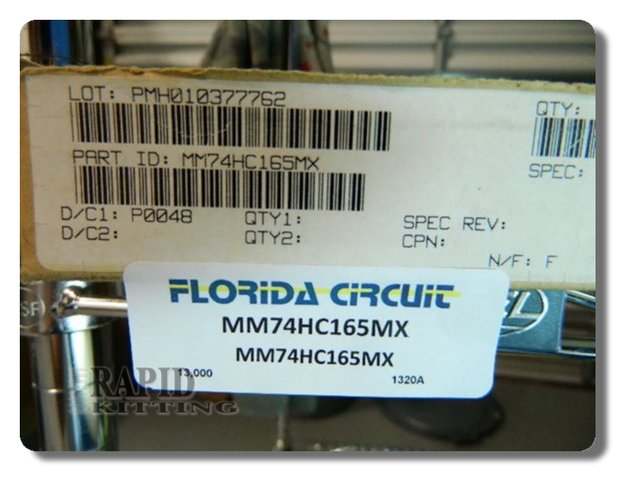 LOT: PMH010377762
QTY:
PART ID: MM74HC165MX
SPEC:
D/C1: P0048 QTY1: SPEC REV:
D/C2: QTY2: CPN:
N/F: F
FLORIDA CIRCUIT
MM74HC165MX
MM74HC165MX
13,000 1320A
RAPID
KITTING